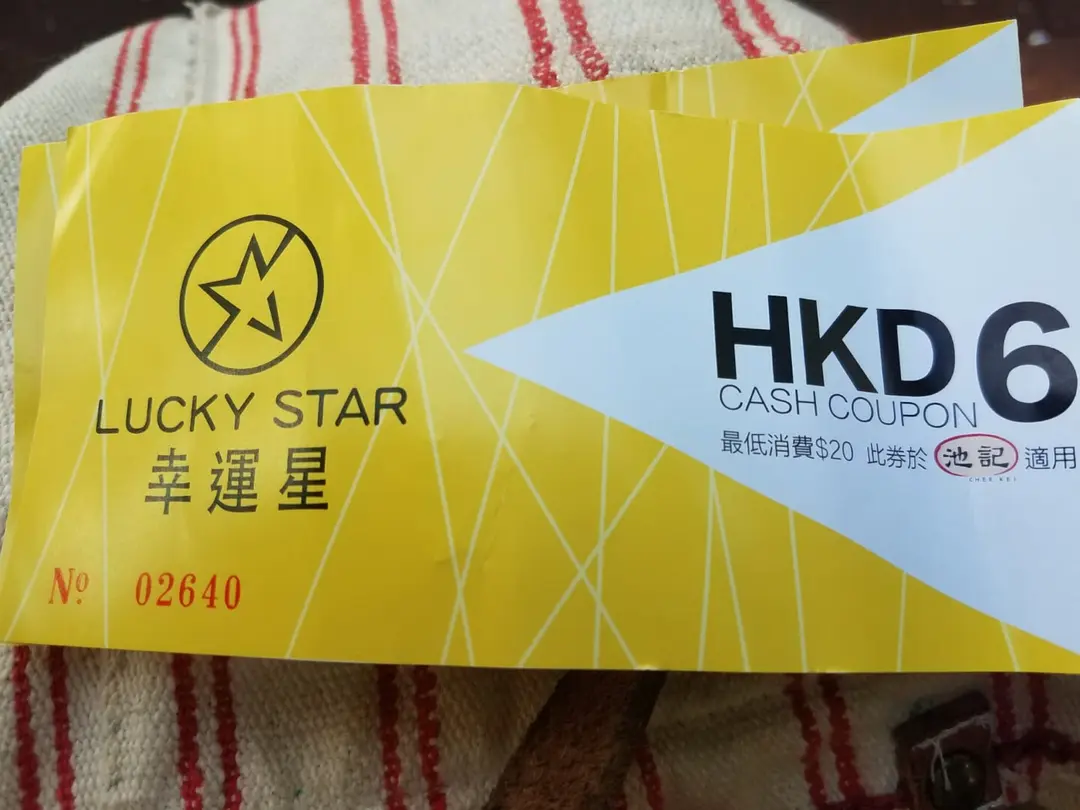 LUCKY STAR
幸運星
Nº 02640
HKD 6
CASH COUPON
最低消費$20 此券於 池記 適用
CHEE KEI